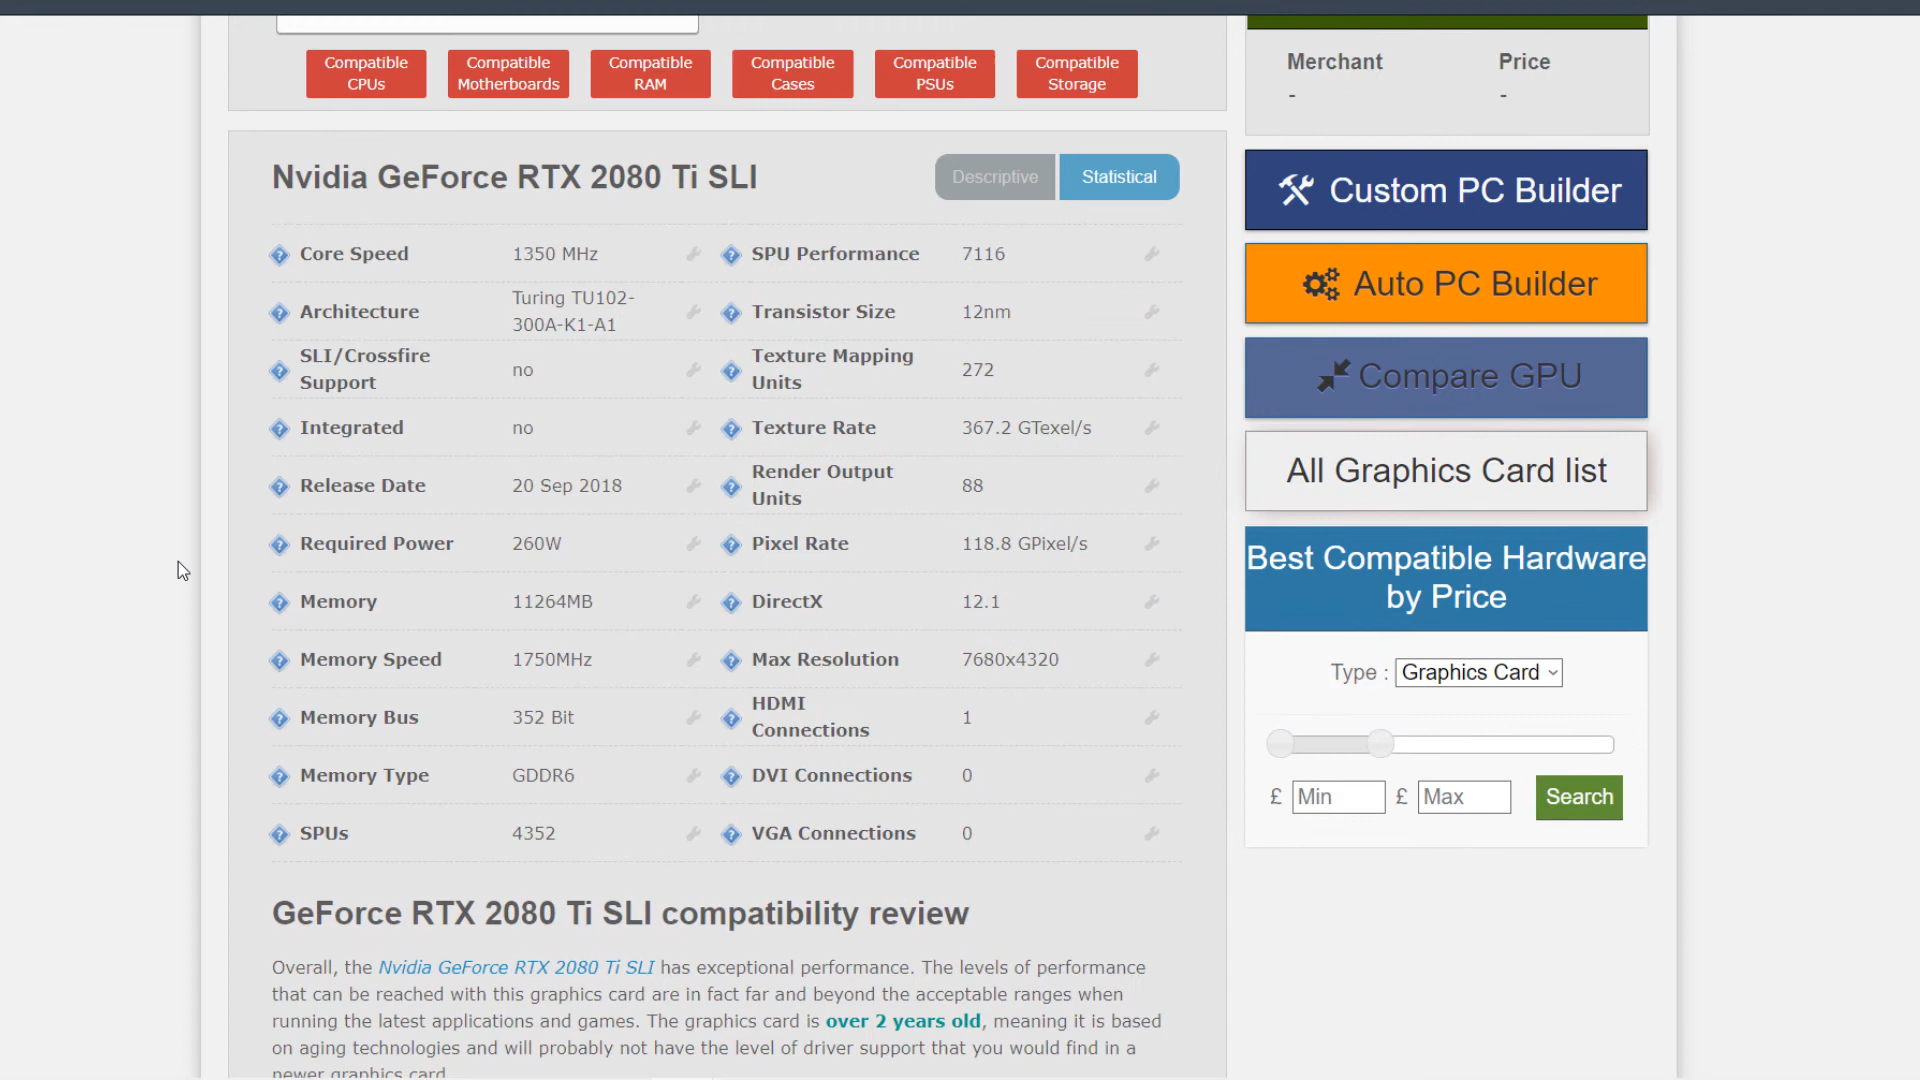 Compatible CPUs
Compatible Motherboards
Compatible RAM
Compatible Cases
Compatible PSUs
Compatible Storage
Merchant Price
- -
Nvidia GeForce RTX 2080 Ti SLI
Descriptive Statistical
Core Speed 1350 MHz SPU Performance 7116
Architecture Turing TU102-300A-K1-A1 Transistor Size 12nm
SLI/Crossfire Support no Texture Mapping Units 272
Integrated no Texture Rate 367.2 GTexel/s
Release Date 20 Sep 2018 Render Output Units 88
Required Power 260W Pixel Rate 118.8 GPixel/s
Memory 11264MB DirectX 12.1
Memory Speed 1750MHz Max Resolution 7680x4320
Memory Bus 352 Bit HDMI Connections 1
Memory Type GDDR6 DVI Connections 0
SPUs 4352 VGA Connections 0
GeForce RTX 2080 Ti SLI compatibility review
Overall, the Nvidia GeForce RTX 2080 Ti SLI has exceptional performance. The levels of performance
that can be reached with this graphics card are in fact far and beyond the acceptable ranges when
running the latest applications and games. The graphics card is over 2 years old, meaning it is based
on aging technologies and will probably not have the level of driver support that you would find in a
newer graphics card.
Custom PC Builder
Auto PC Builder
Compare GPU
All Graphics Card list
Best Compatible Hardware
by Price
Type : Graphics Card
£ Min £ Max Search